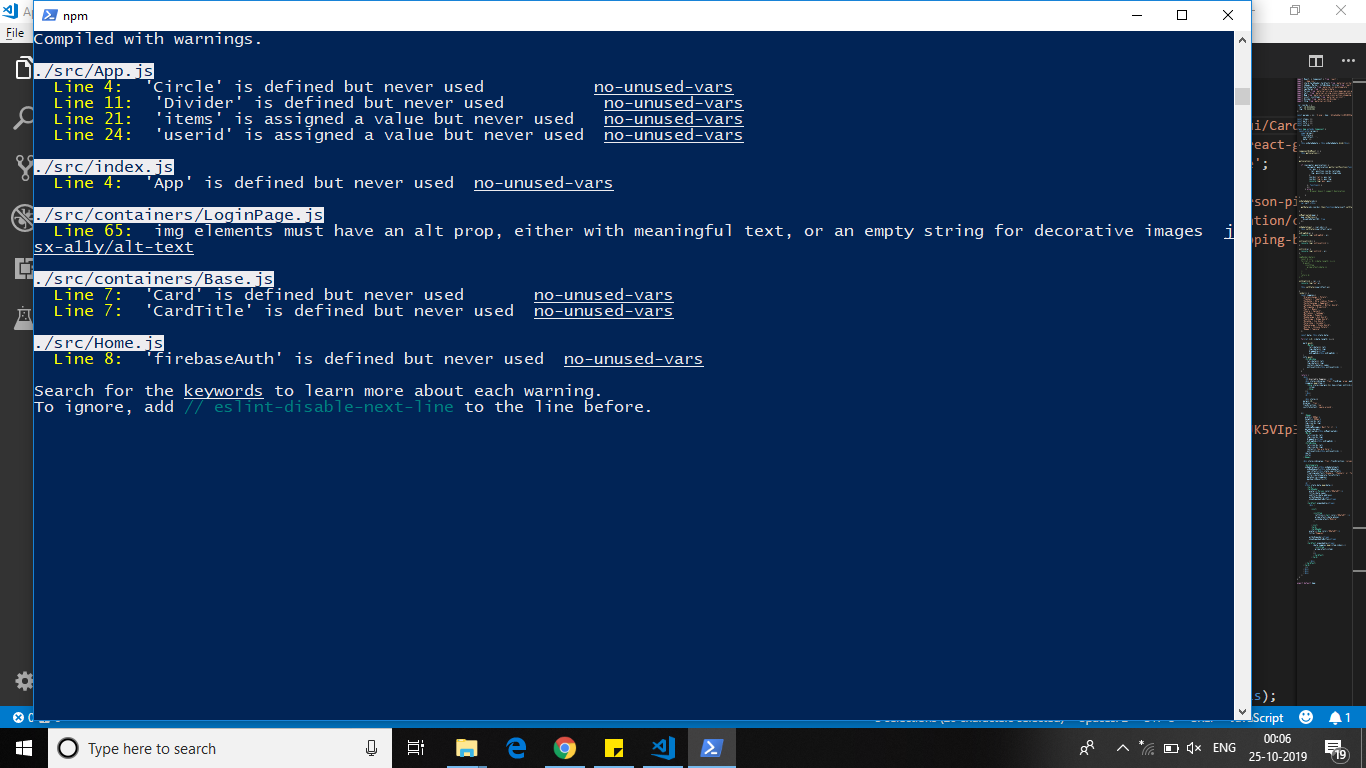 npm
File
Compiled with warnings.
./src/App.js
Line 4: 'Circle' is defined but never used no-unused-vars
Line 11: 'Divider' is defined but never used no-unused-vars
Line 21: 'items' is assigned a value but never used no-unused-vars
Line 24: 'userid' is assigned a value but never used no-unused-vars
./src/index.js
Line 4: 'App' is defined but never used no-unused-vars
./src/containers/LoginPage.js
Line 65: img elements must have an alt prop, either with meaningful text, or an empty string for decorative images j
sx-a11y/alt-text
./src/containers/Base.js
Line 7: 'Card' is defined but never used no-unused-vars
Line 7: 'CardTitle' is defined but never used no-unused-vars
./src/Home.js
Line 8: 'firebaseAuth' is defined but never used no-unused-vars
Search for the keywords to learn more about each warning.
To ignore, add // eslint-disable-next-line to the line before.
ui/Card
react-g
';
rson-pi
ation/c
pping-b
K5VIp3
s);
0
JavaScript
1
Type here to search
ENG
00:06
25-10-2019
19